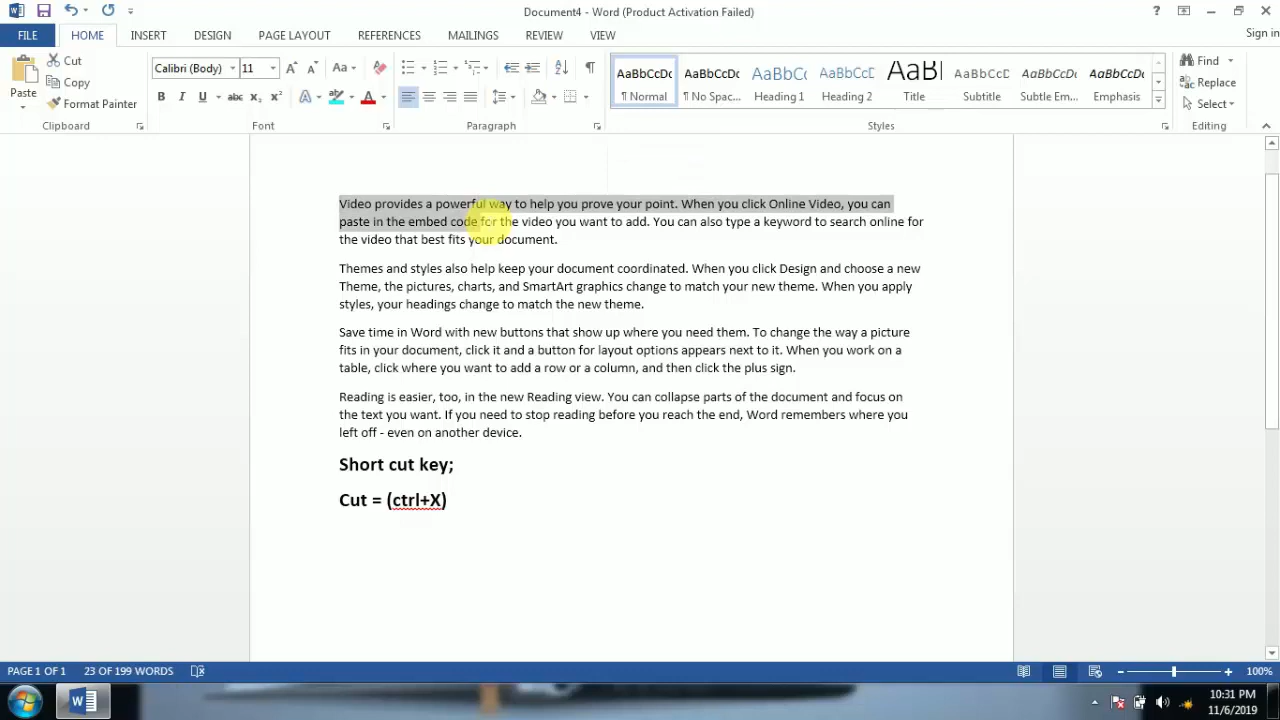 Document4 - Word (Product Activation Failed)
FILE HOME INSERT DESIGN PAGE LAYOUT REFERENCES MAILINGS REVIEW VIEW Sign in
Cut
Copy
Format Painter
Paste
Clipboard
Calibri (Body) 11
Font
Paragraph
AaBbCcDc AaBbCcDc AaBbCc AaBbCcD AaBl AaBbCcD AaBbCcDc AaBbCcDc
¶ Normal ¶ No Spac... Heading 1 Heading 2 Title Subtitle Subtle Em... Emphasis
Styles
Find
Replace
Select
Editing
Video provides a powerful way to help you prove your point. When you click Online Video, you can
paste in the embed code for the video you want to add. You can also type a keyword to search online for
the video that best fits your document.
Themes and styles also help keep your document coordinated. When you click Design and choose a new
Theme, the pictures, charts, and SmartArt graphics change to match your new theme. When you apply
styles, your headings change to match the new theme.
Save time in Word with new buttons that show up where you need them. To change the way a picture
fits in your document, click it and a button for layout options appears next to it. When you work on a
table, click where you want to add a row or a column, and then click the plus sign.
Reading is easier, too, in the new Reading view. You can collapse parts of the document and focus on
the text you want. If you need to stop reading before you reach the end, Word remembers where you
left off - even on another device.
Short cut key;
Cut = (ctrl+X)
PAGE 1 OF 1 23 OF 199 WORDS 100%
10:31 PM
11/6/2019